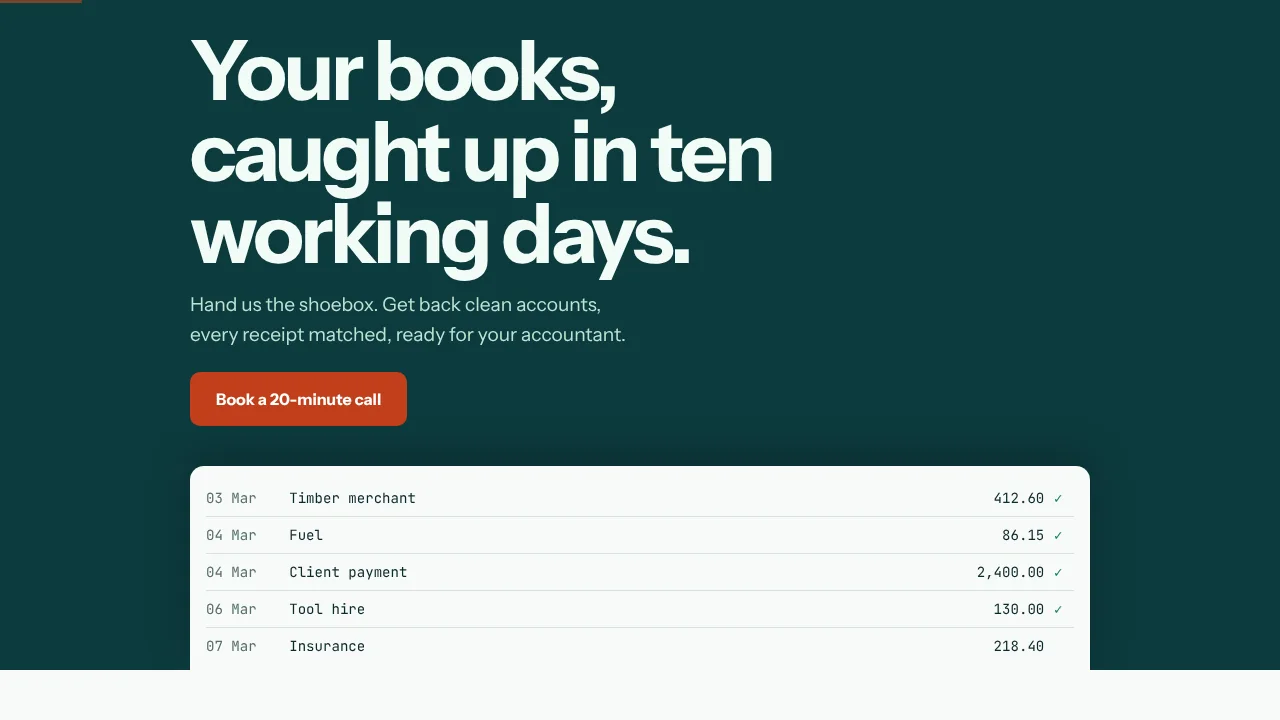 Your books,
caught up in ten
working days.
Hand us the shoebox. Get back clean accounts,
every receipt matched, ready for your accountant.
Book a 20-minute call
03 Mar Timber merchant 412.60 ✓
04 Mar Fuel 86.15 ✓
04 Mar Client payment 2,400.00 ✓
06 Mar Tool hire 130.00 ✓
07 Mar Insurance 218.40